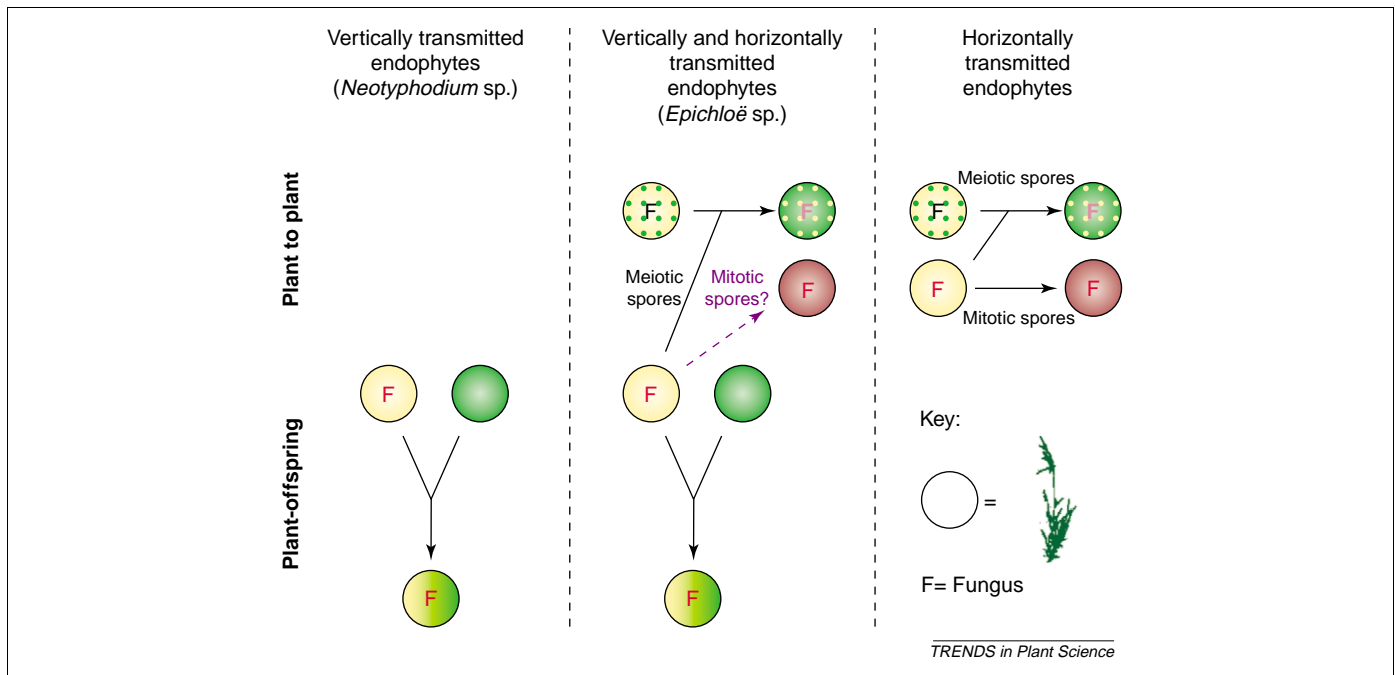 Vertically transmitted
endophytes
(Neotyphodium sp.)
Vertically and horizontally
transmitted
endophytes
(Epichloë sp.)
Horizontally
transmitted
endophytes
Plant to plant
F
F
Meiotic
spores
Mitotic
spores?
F
Meiotic spores
F
F
F
F
Mitotic spores
Plant-offspring
F
F
F
F
Key:
=
F= Fungus
TRENDS in Plant Science